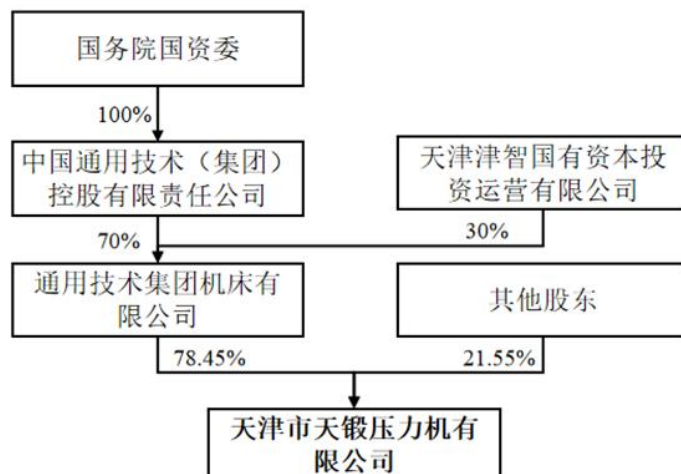 国务院国资委
100%
中国通用技术（集团）
控股有限责任公司
天津津智国有资本投
资运营有限公司
70%
30%
通用技术集团机床有
限公司
其他股东
78.45%
21.55%
天津市天锻压力机有
限公司